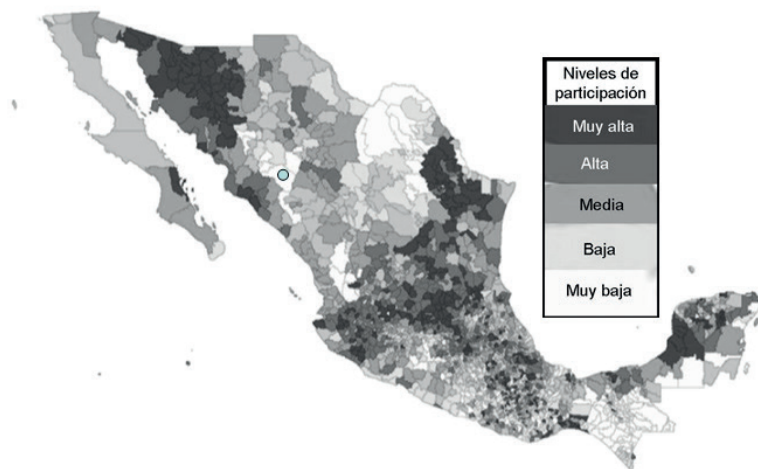 Niveles de
participación
Muy alta
Alta
Media
Baja
Muy baja